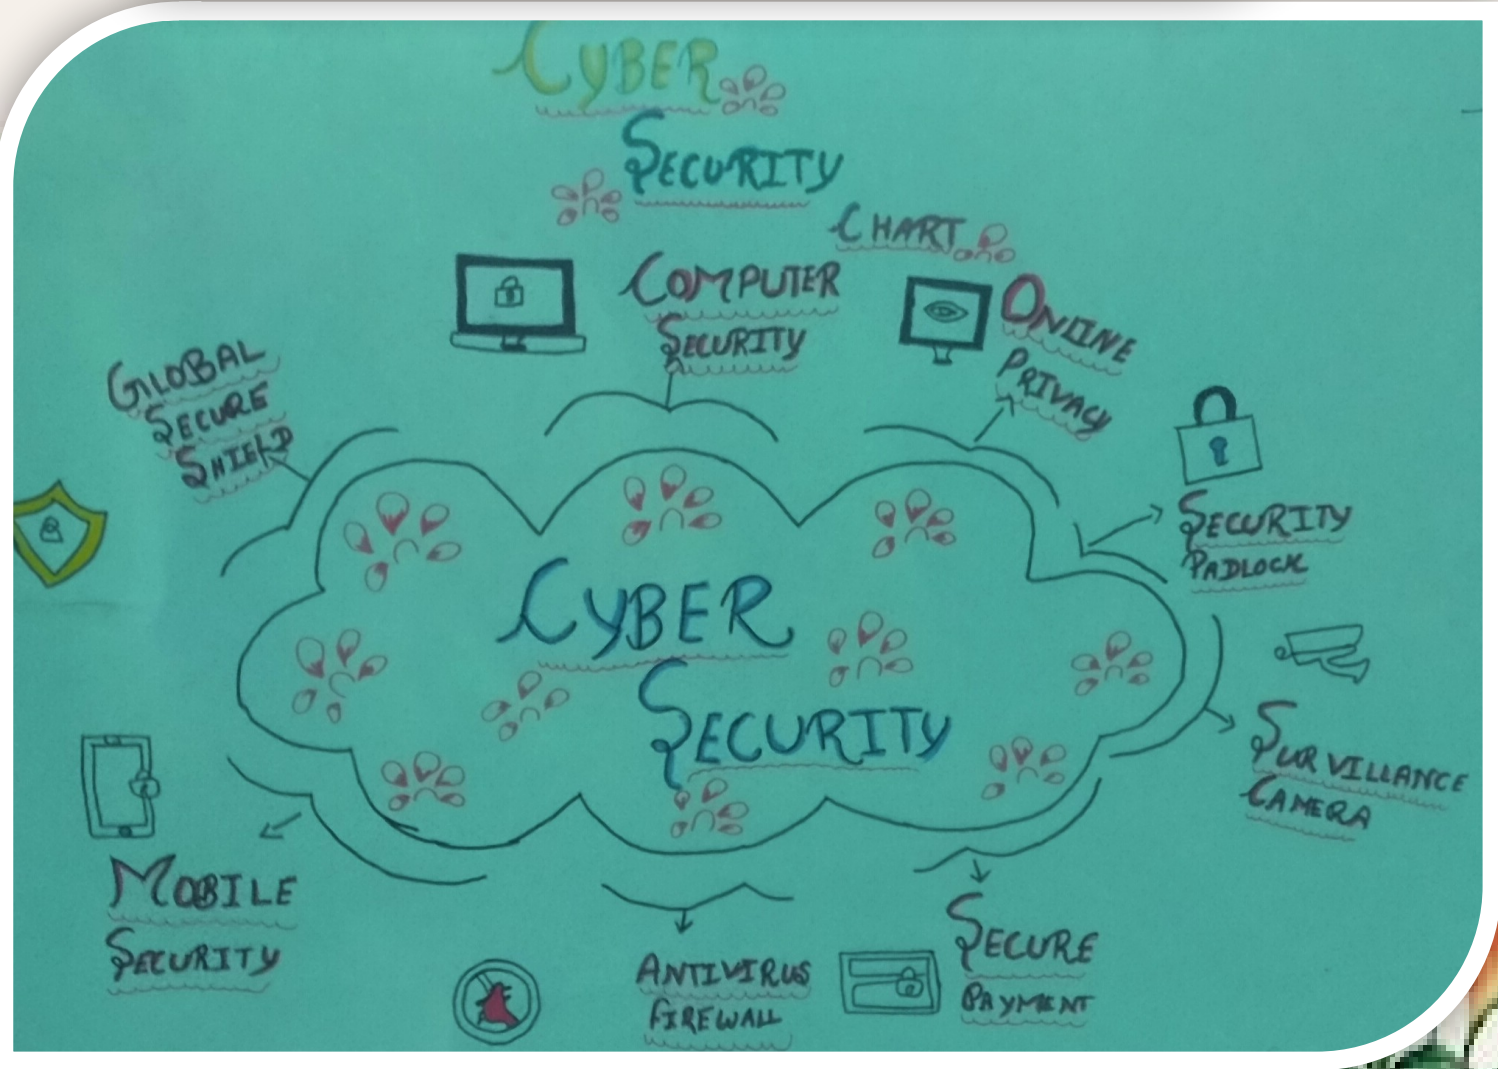 CYBER
SECURITY
CHART
COMPUTER
SECURITY
ONLINE
PRIVACY
GLOBAL
SECURE
SHIELD
SECURITY
PADLOCK
CYBER
SECURITY
SURVILLANCE
CAMERA
MOBILE
SECURITY
ANTIVIRUS
FIREWALL
SECURE
PAYMENT